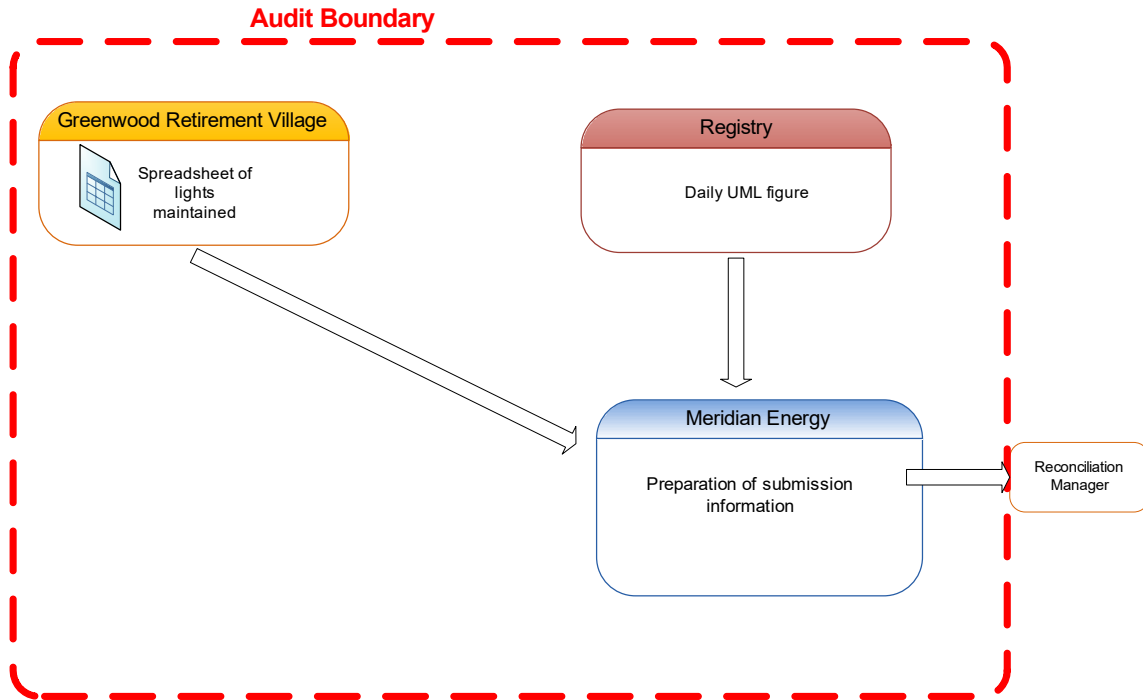 Audit Boundary
Greenwood Retirement Village
Spreadsheet of
lights
maintained
Registry
Daily UML figure
Meridian Energy
Preparation of submission
information
Reconciliation
Manager